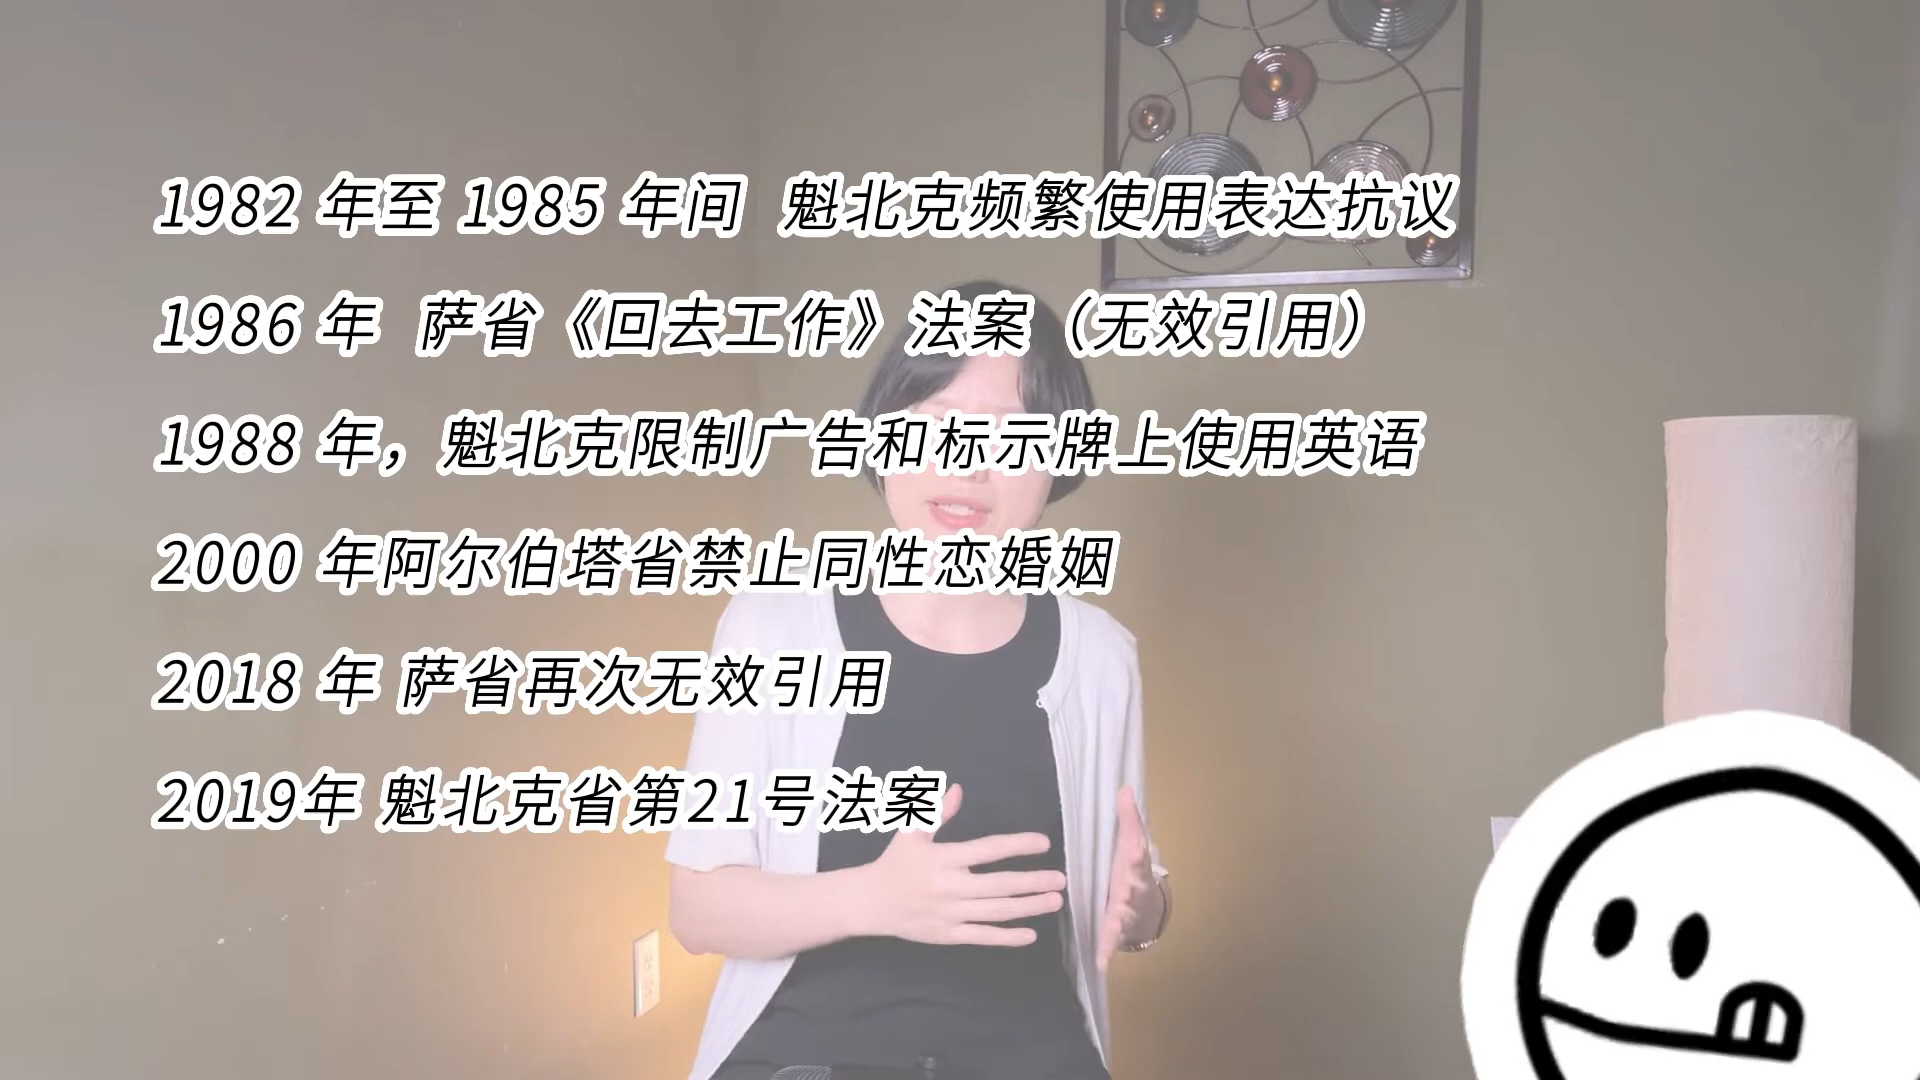 1982 年至 1985 年间 魁北克频繁使用表达抗议
1986 年 萨省《回去工作》法案（无效引用）
1988 年，魁北克限制广告和标示牌上使用英语
2000 年阿尔伯塔省禁止同性恋婚姻
2018 年 萨省再次无效引用
2019年 魁北克省第21号法案